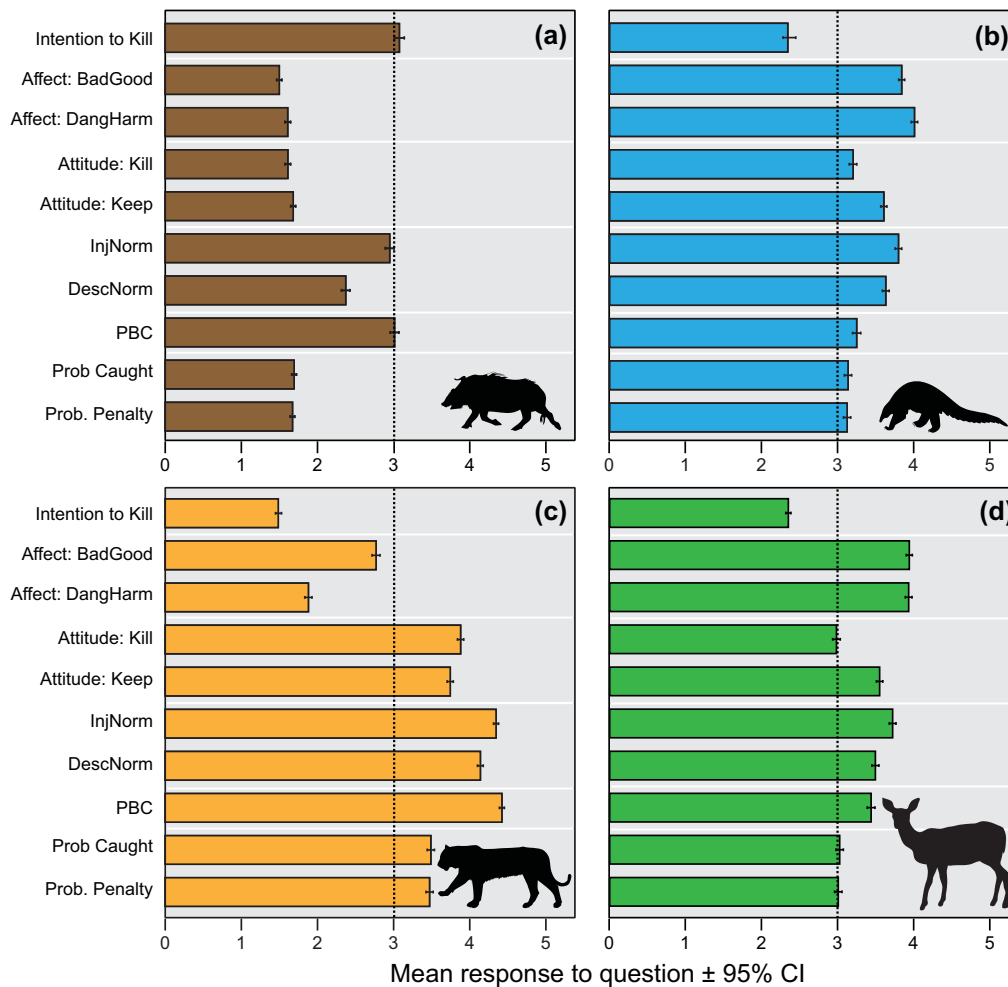 (a)
Intention to Kill
Affect: BadGood
Affect: DangHarm
Attitude: Kill
Attitude: Keep
InjNorm
DescNorm
PBC
Prob Caught
Prob. Penalty
0 1 2 3 4 5
(b)
0 1 2 3 4 5
(c)
Intention to Kill
Affect: BadGood
Affect: DangHarm
Attitude: Kill
Attitude: Keep
InjNorm
DescNorm
PBC
Prob Caught
Prob. Penalty
0 1 2 3 4 5
(d)
0 1 2 3 4 5
Mean response to question ± 95% CI